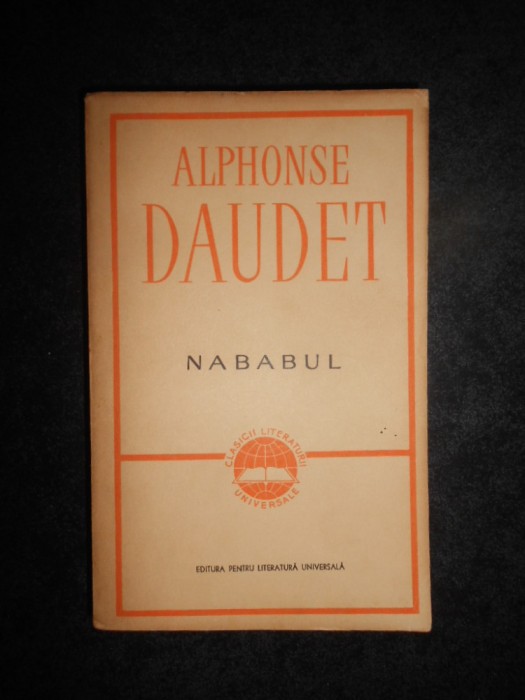 ALPHONSE
DAUDET
NABABUL
CLASICII LITERATURII
UNIVERSALE
EDITURA PENTRU LITERATURĂ UNIVERSALĂ